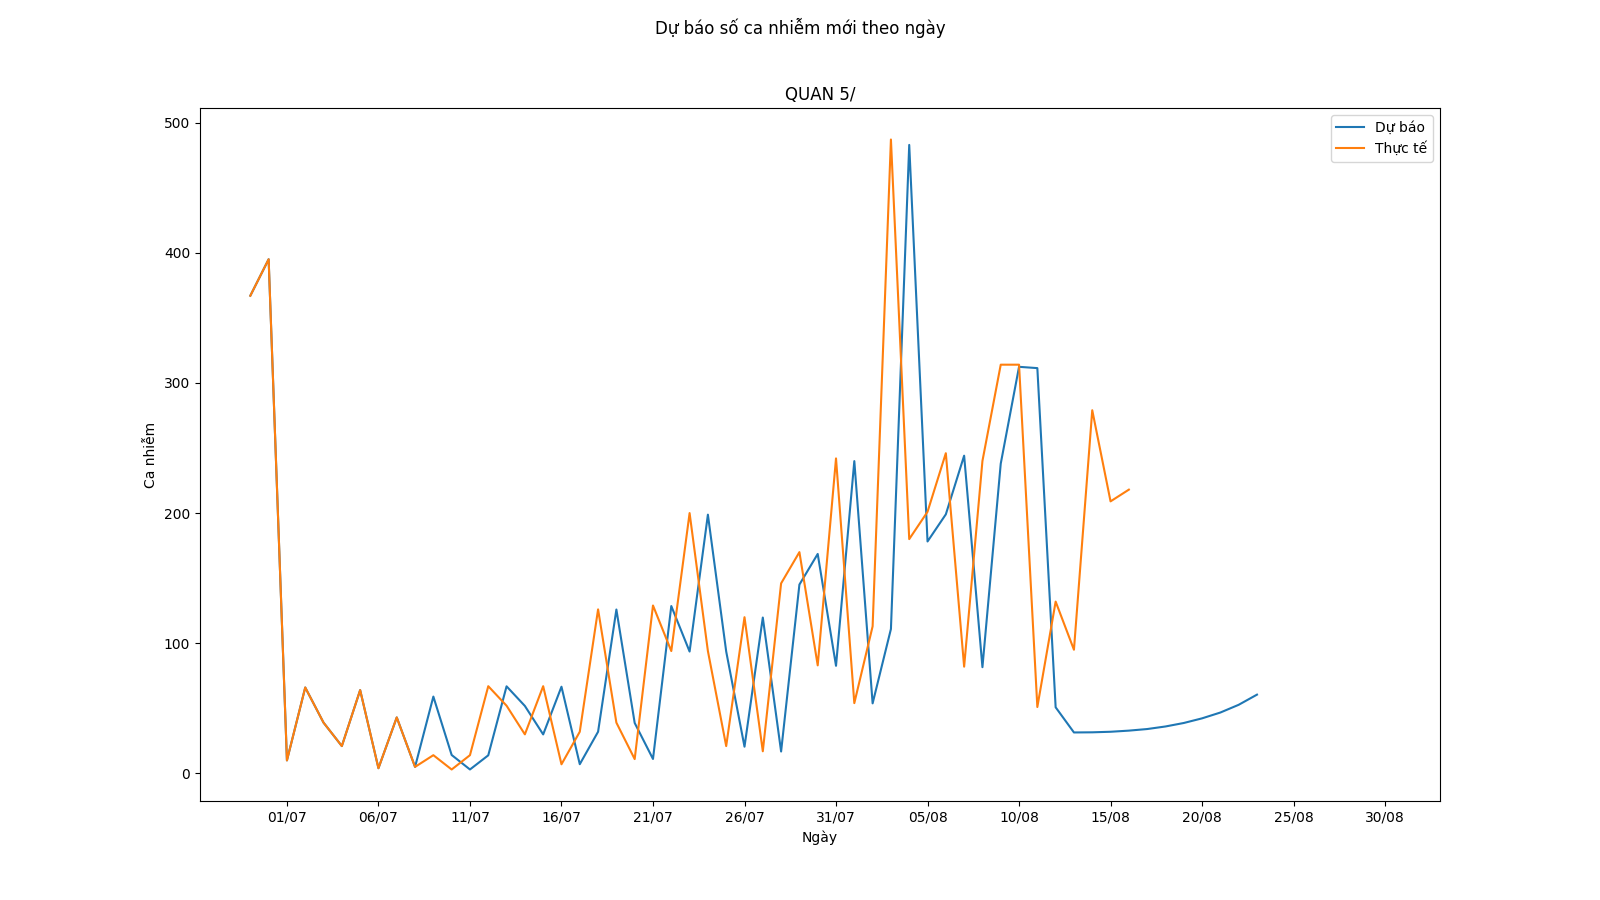 Dự báo số ca nhiễm mới theo ngày
QUAN 5/
Dự báo
Thực tế
500
400
300
200
100
0
Ca nhiễm
01/07 06/07 11/07 16/07 21/07 26/07 31/07 05/08 10/08 15/08 20/08 25/08 30/08
Ngày